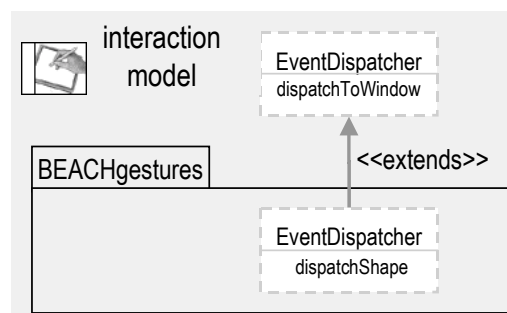 interaction
model
EventDispatcher
dispatchToWindow
<<extends>>
BEACHgestures
EventDispatcher
dispatchShape